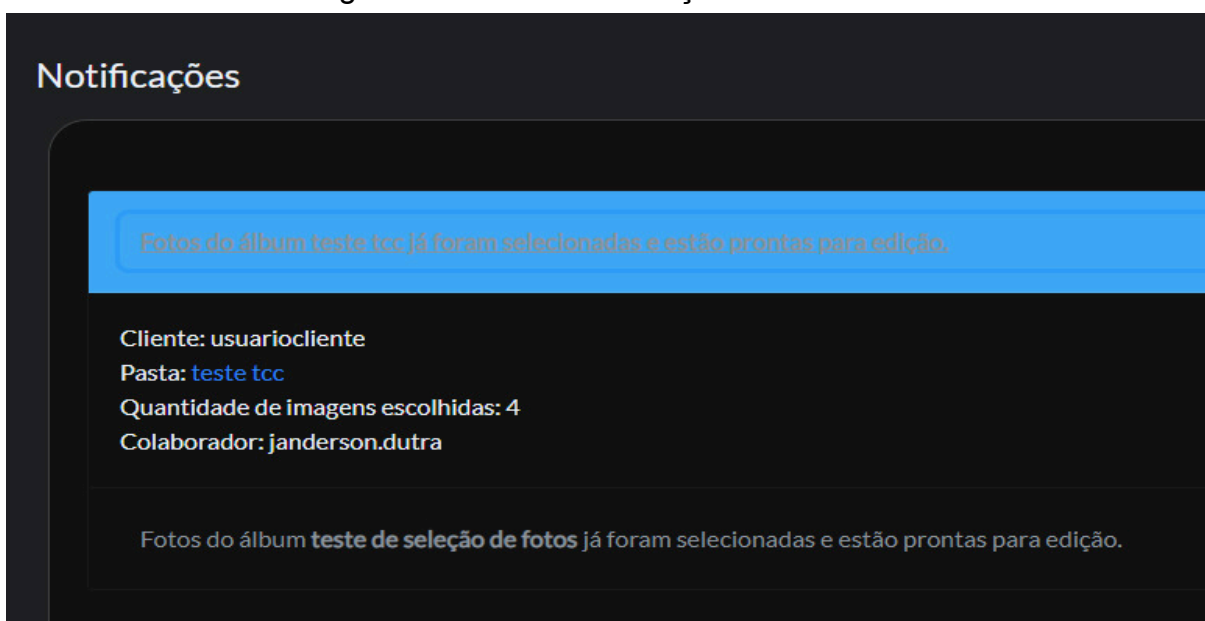 Notificações
Fotos do álbum teste tcc já foram selecionadas e estão prontas para edição.
Cliente: usuariocliente
Pasta: teste tcc
Quantidade de imagens escolhidas: 4
Colaborador: janderson.dutra
Fotos do álbum teste de seleção de fotos já foram selecionadas e estão prontas para edição.